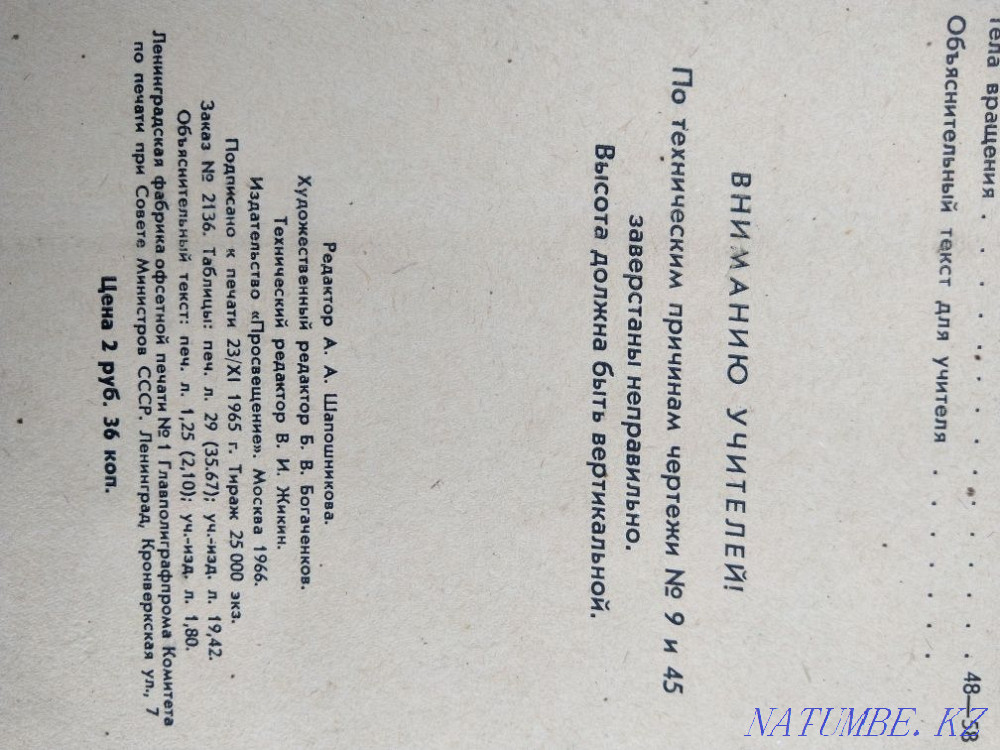 Тела вращения . . . . . . . . . . 48—58
Объяснительный текст для учителя . . . . . .
ВНИМАНИЮ УЧИТЕЛЕЙ!
По техническим причинам чертежи № 9 и 45
заверстаны неправильно.
Высота должна быть вертикальной.
Редактор А. А. Шапошникова.
Художественный редактор Б. В. Богаченков.
Технический редактор В. И. Жикин.
Издательство «Просвещение». Москва 1966.
Подписано к печати 23/XI 1965 г. Тираж 25 000 экз.
Заказ № 2136. Таблицы: печ. л. 29 (35.67); уч.-изд. л. 19,42.
Объяснительный текст: печ. л. 1,25 (2,10); уч.-изд. л. 1,80.
Ленинградская фабрика офсетной печати № 1 Главполиграфпрома Комитета
по печати при Совете Министров СССР. Ленинград, Кронверкская ул., 7
Цена 2 руб. 36 коп.
NATUMBE.KZ